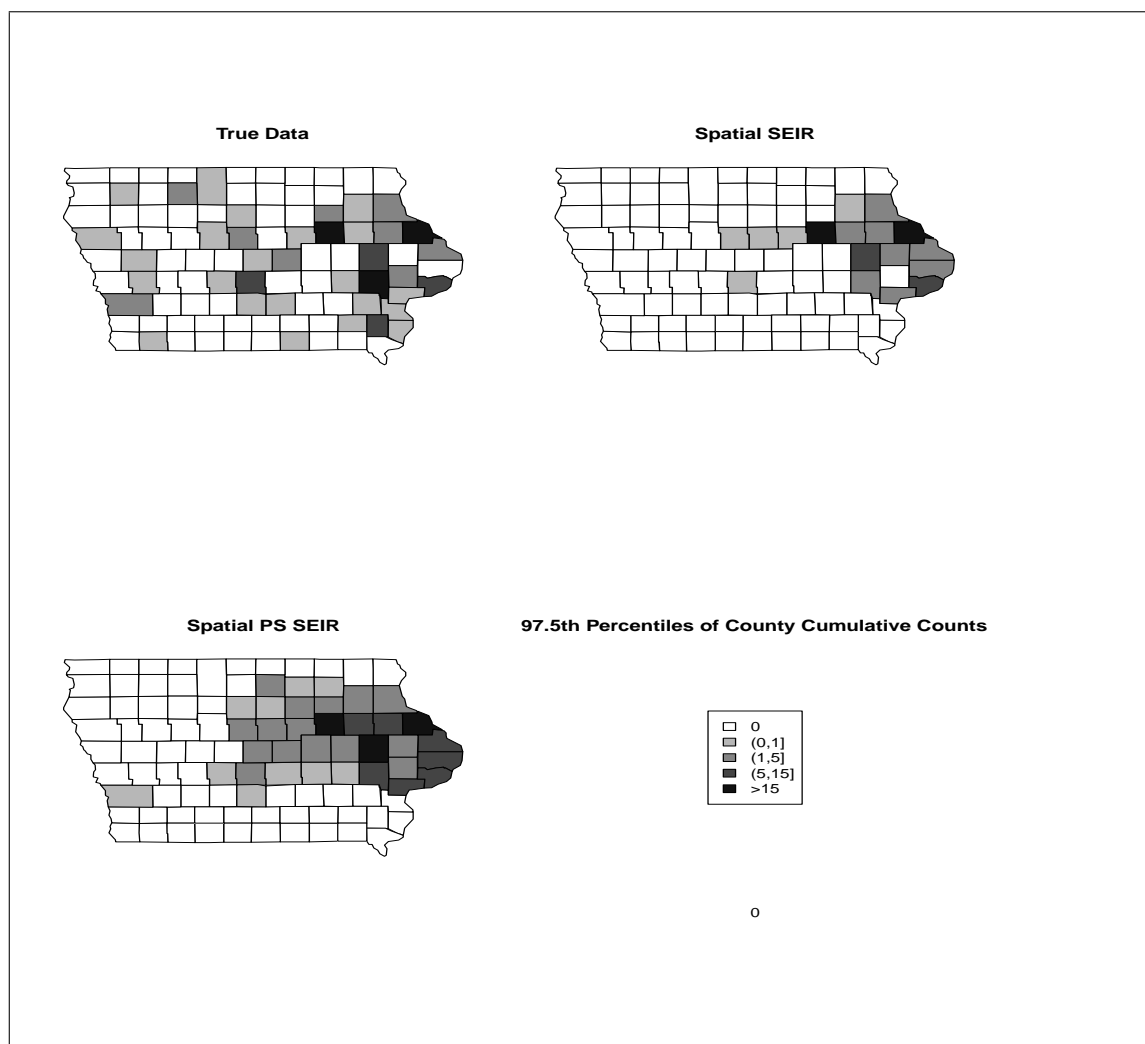 True Data
Spatial SEIR
Spatial PS SEIR
97.5th Percentiles of County Cumulative Counts
0
(0,1]
(1,5]
(5,15]
>15
0